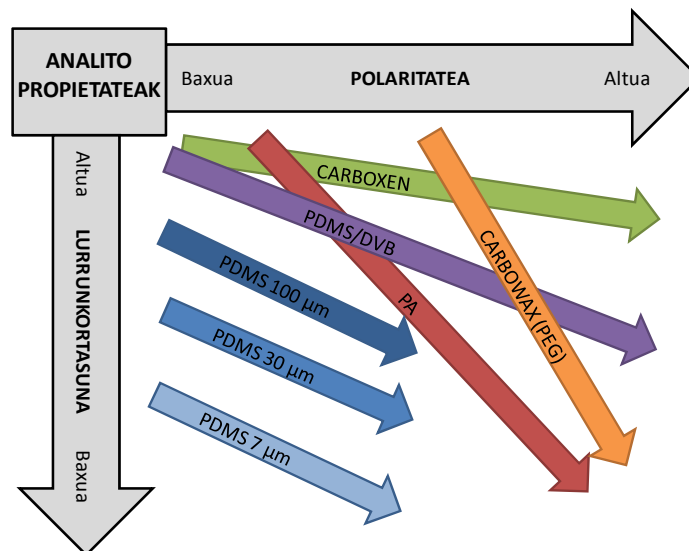 ANALITO
PROPIETATEAK
Baxua
POLARITATEA
Altua
Altua
LURRUNKORTASUNA
Baxua
CARBOXEN
PDMS/DVB
PDMS 100 µm
PA
CARBOWAX (PEG)
PDMS 30 µm
PDMS 7 µm